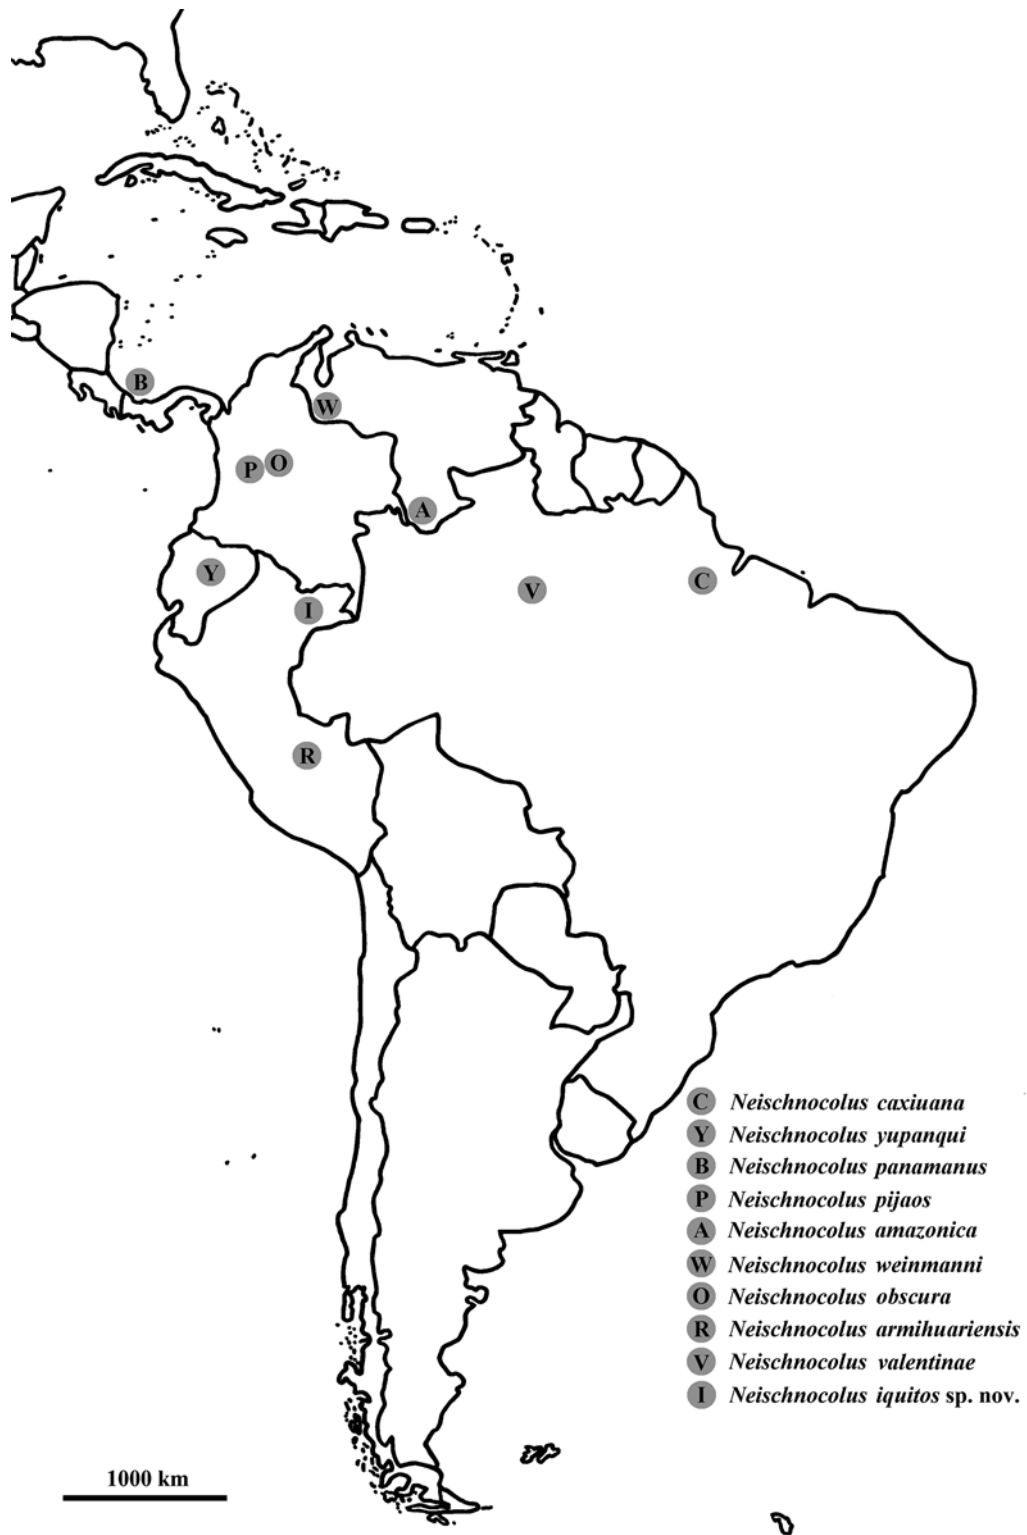 B
W
P O
A
Y
V
C
I
R
C Neischnocolus caxiuana
Y Neischnocolus yupanqui
B Neischnocolus panamanus
P Neischnocolus pijaos
A Neischnocolus amazonica
W Neischnocolus weinmanni
O Neischnocolus obscura
R Neischnocolus armihuariensis
V Neischnocolus valentinae
I Neischnocolus iquitos sp. nov.
1000 km